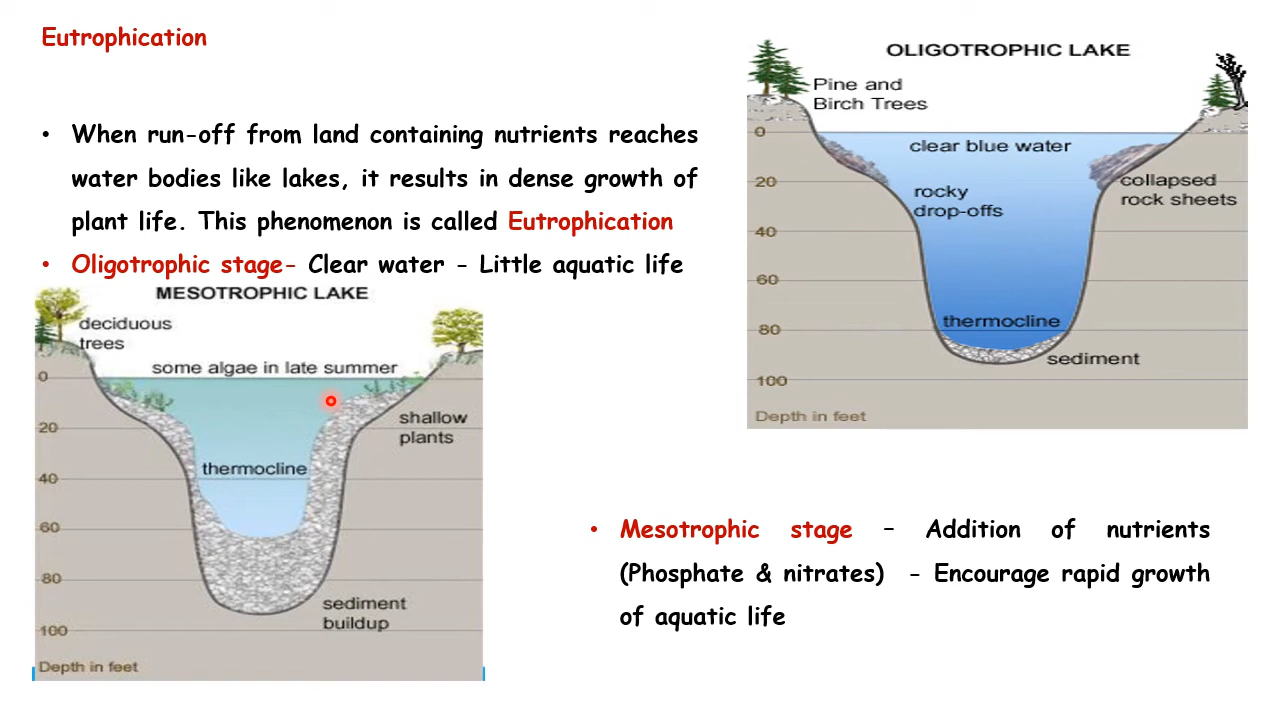 Eutrophication
• When run-off from land containing nutrients reaches
water bodies like lakes, it results in dense growth of
plant life. This phenomenon is called Eutrophication
• Oligotrophic stage- Clear water - Little aquatic life
MESOTROPHIC LAKE
deciduous
trees
some algae in late summer
0
shallow
plants
20
thermocline
40
60
80
sediment
buildup
100
Depth in feet
OLIGOTROPHIC LAKE
Pine and
Birch Trees
0
clear blue water
20
rocky
drop-offs
collapsed
rock sheets
40
60
thermocline
80
sediment
100
Depth in feet
• Mesotrophic stage – Addition of nutrients
(Phosphate & nitrates) - Encourage rapid growth
of aquatic life